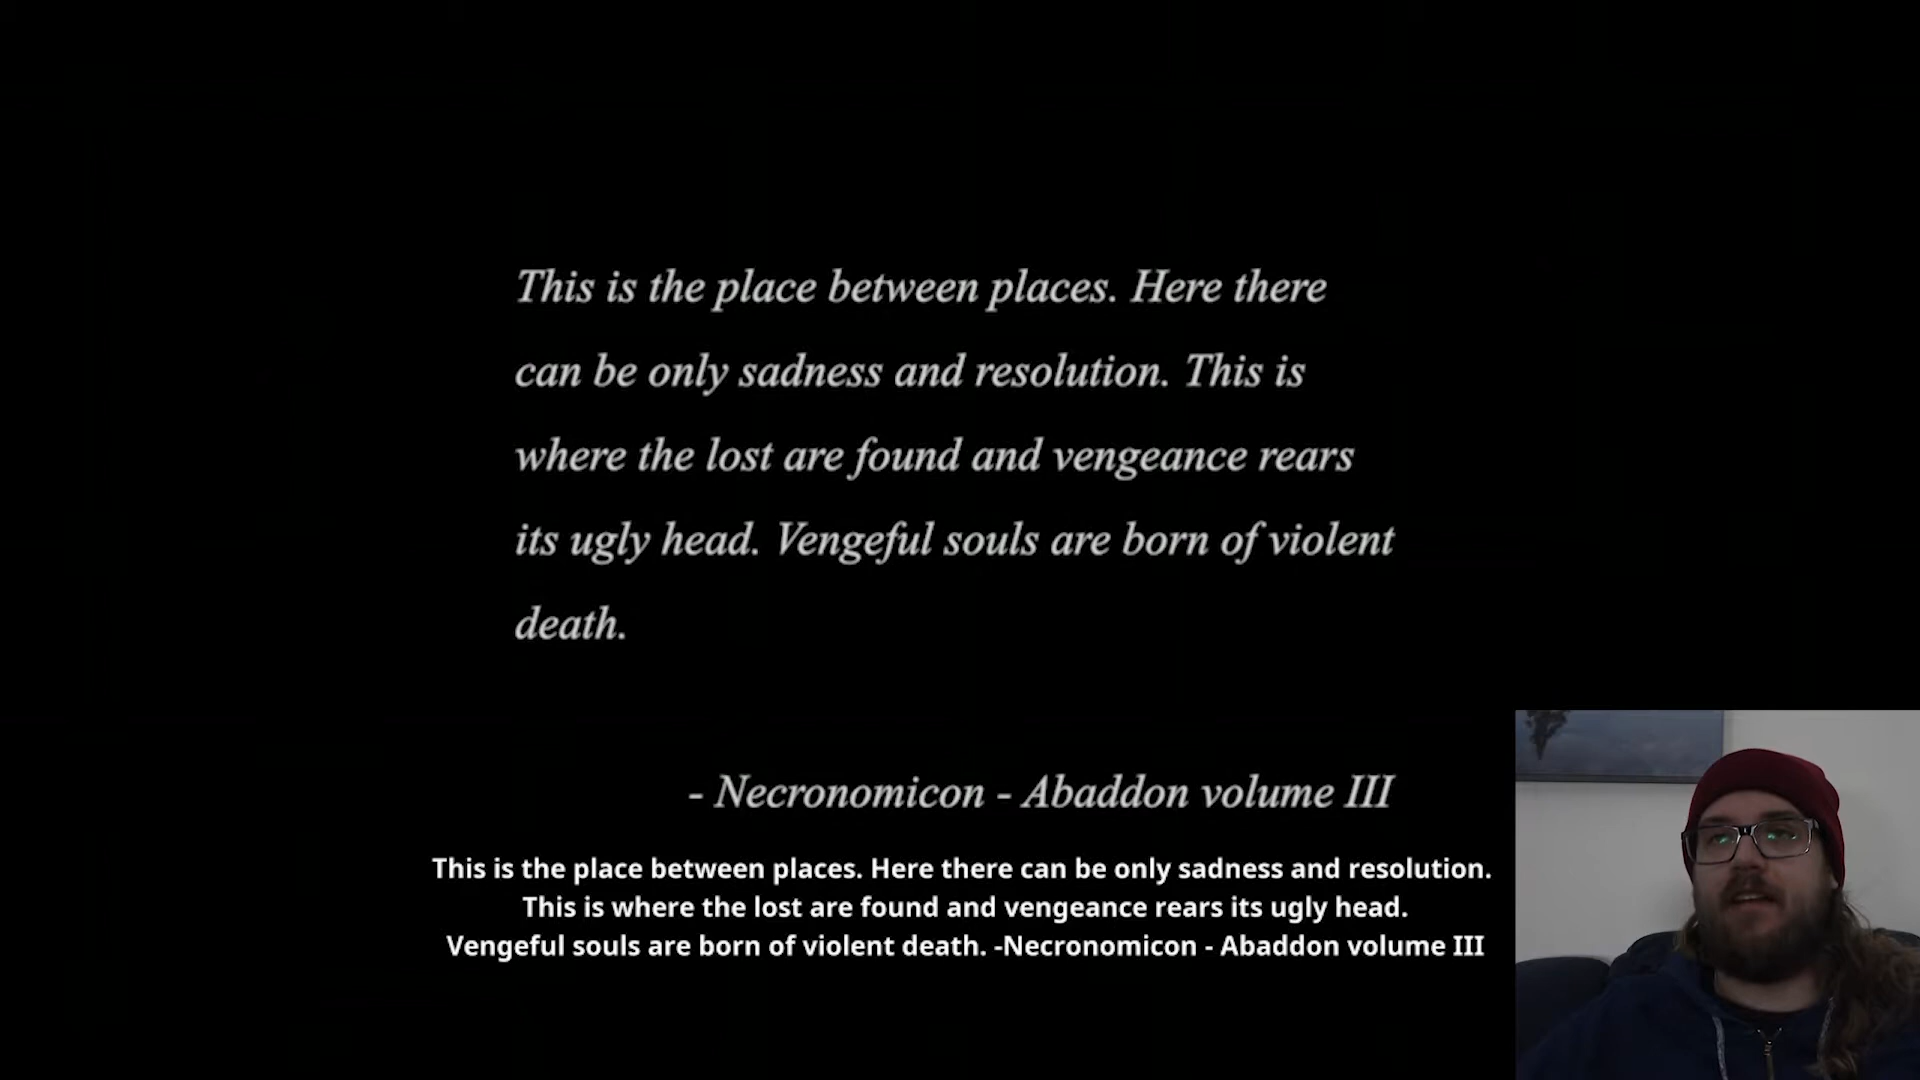 This is the place between places. Here there
can be only sadness and resolution. This is
where the lost are found and vengeance rears
its ugly head. Vengeful souls are born of violent
death.
- Necronomicon - Abaddon volume III
This is the place between places. Here there can be only sadness and resolution.
This is where the lost are found and vengeance rears its ugly head.
Vengeful souls are born of violent death. -Necronomicon - Abaddon volume III